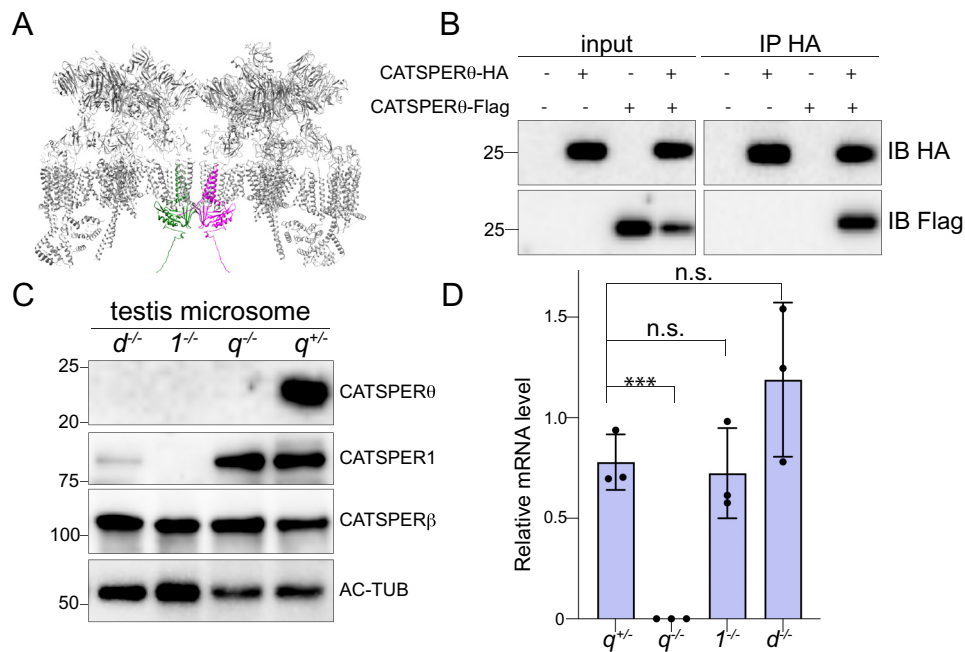 A
B
input
IP HA
CATSPERθ-HA
- + - + - + - +
CATSPERθ-Flag
- - + + - - + +
25
IB HA
25
IB Flag
C
testis microsome
d-/- 1-/- q-/- q+/-
25
20
CATSPERθ
75
CATSPER1
100
CATSPERβ
50
AC-TUB
D
n.s.
n.s.
***
Relative mRNA level
1.5
1.0
0.5
0
q+/- q-/- 1-/- d-/-